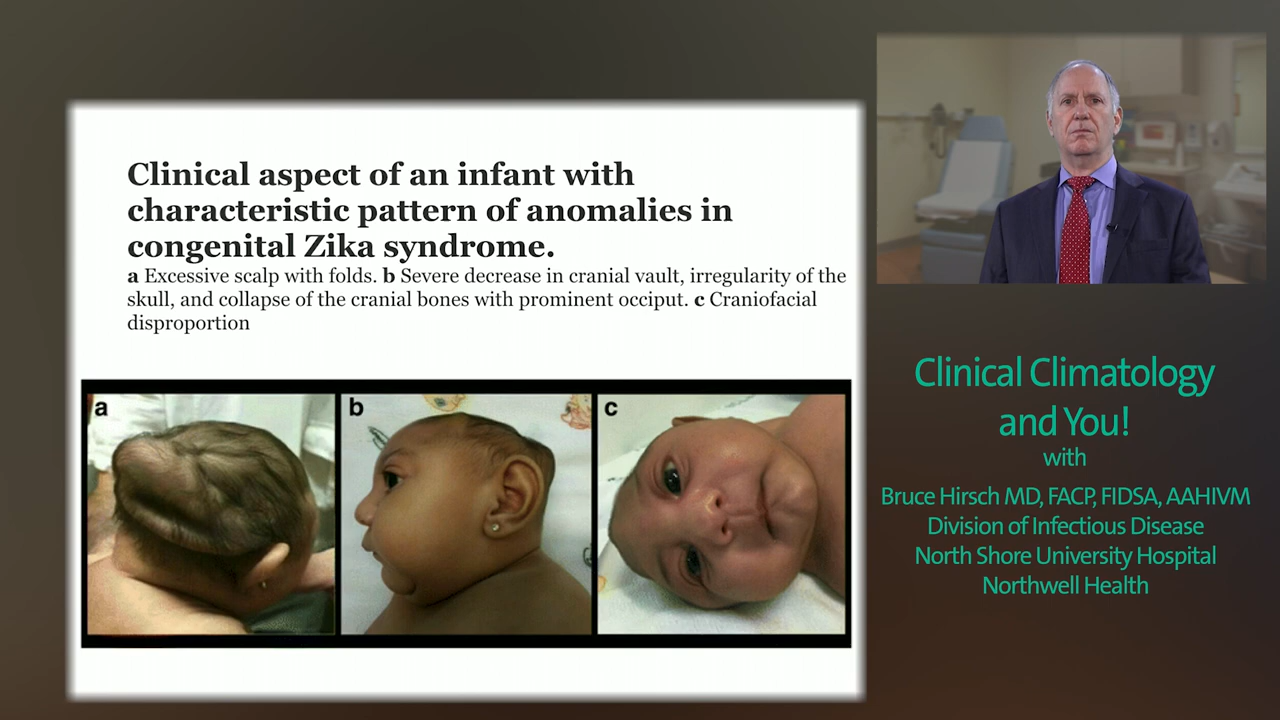 Clinical aspect of an infant with
characteristic pattern of anomalies in
congenital Zika syndrome.
a Excessive scalp with folds. b Severe decrease in cranial vault, irregularity of the
skull, and collapse of the cranial bones with prominent occiput. c Craniofacial
disproportion
a
b
c
Clinical Climatology
and You!
with
Bruce Hirsch MD, FACP, FIDSA, AAHIVM
Division of Infectious Disease
North Shore University Hospital
Northwell Health